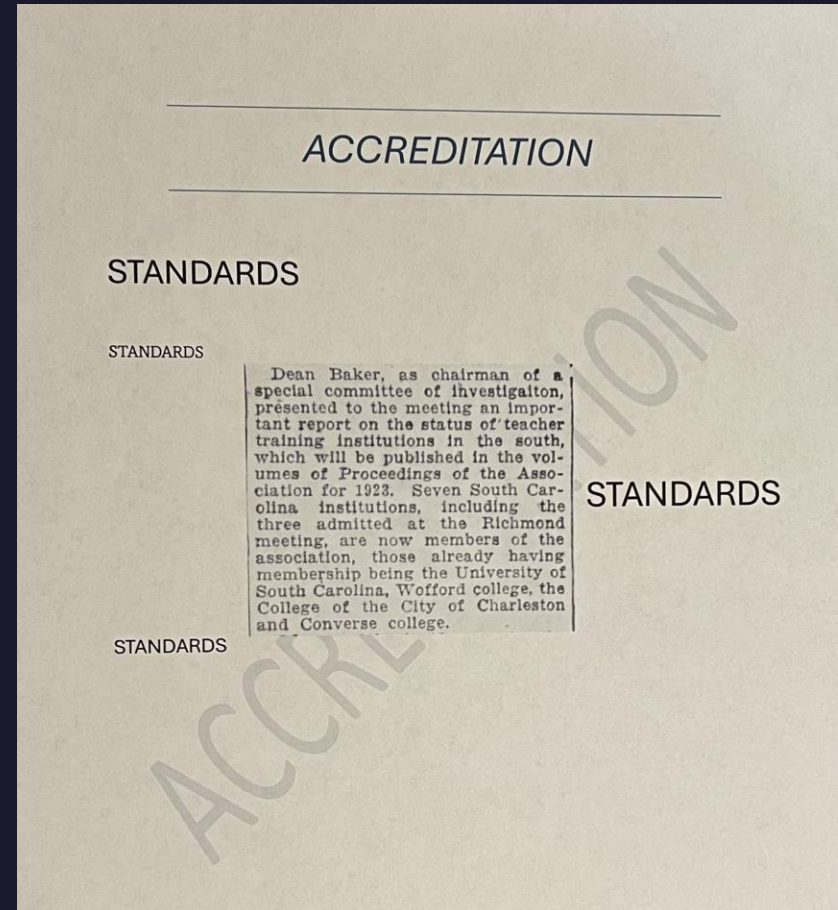 ACCREDITATION
STANDARDS
STANDARDS
Dean Baker, as chairman of a
special committee of investigaiton,
presented to the meeting an impor-
tant report on the status of teacher
training institutions in the south,
which will be published in the vol-
umes of Proceedings of the Asso-
ciation for 1923. Seven South Car-
olina institutions, including the
three admitted at the Richmond
meeting, are now members of the
association, those already having
membership being the University of
South Carolina, Wofford college, the
College of the City of Charleston
and Converse college.
STANDARDS
STANDARDS